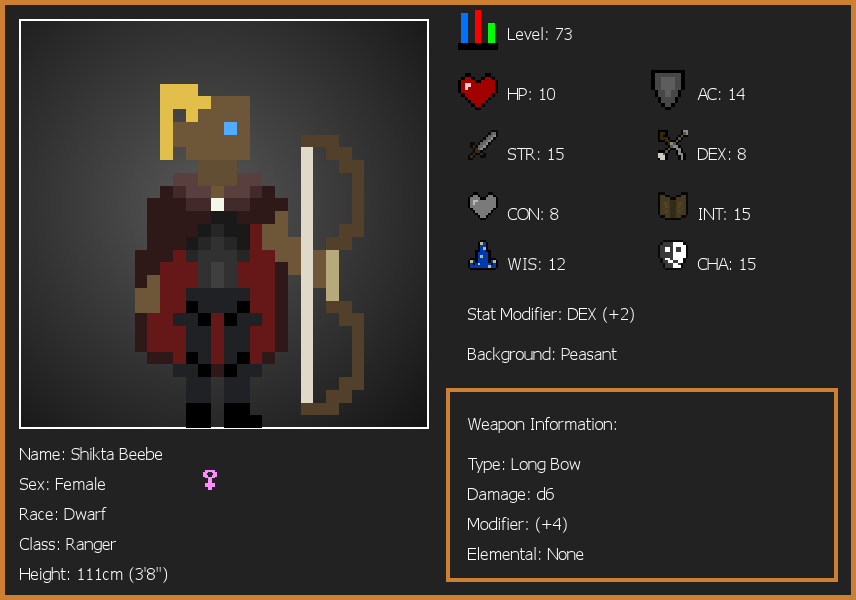 Level: 73
HP: 10
AC: 14
STR: 15
DEX: 8
CON: 8
INT: 15
WIS: 12
CHA: 15
Stat Modifier: DEX (+2)
Background: Peasant
Weapon Information:
Type: Long Bow
Damage: d6
Modifier: (+4)
Elemental: None
Name: Shikta Beebe
Sex: Female
Race: Dwarf
Class: Ranger
Height: 111cm (3'8")